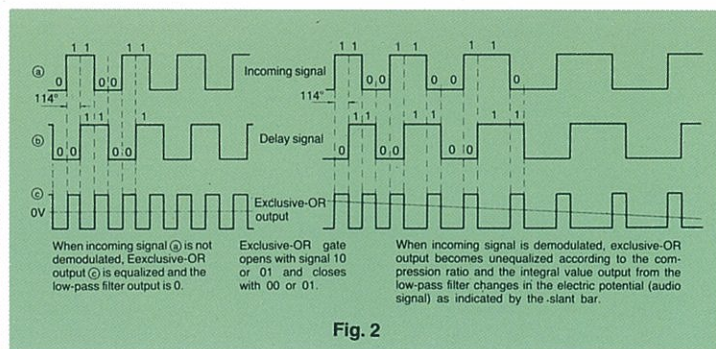 1 1 1 1 1 1 1 1 1 1
ⓐ 0 0 0 Incoming signal 0 0 0 0 0 0
114° 114°
1 1 1 1 1 1 1 1 1
ⓑ 0 0 0 0 Delay signal 0 0 0 0 0
ⓒ
0V Exclusive-OR
output
When incoming signal ⓐ is not
demodulated, Eexclusive-OR
output ⓒ is equalized and the
low-pass filter output is 0.
Exclusive-OR gate
opens with signal 10
or 01 and closes
with 00 or 01.
When incoming signal is demodulated, exclusive-OR
output becomes unequalized according to the com-
pression ratio and the integral value output from the
low-pass filter changes in the electric potential (audio
signal) as indicated by the slant bar.
Fig. 2